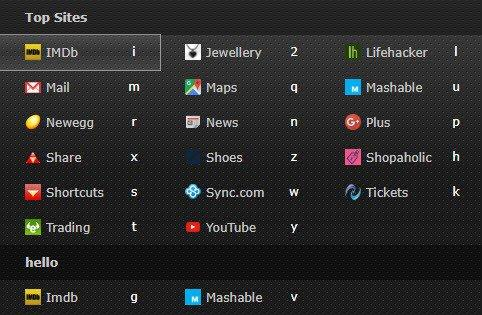 Top Sites
IMDb i Jewellery 2 Lifehacker l
Mail m Maps q Mashable u
Newegg r News n Plus p
Share x Shoes z Shopaholic h
Shortcuts s Sync.com w Tickets k
Trading t YouTube y
hello
Imdb g Mashable v